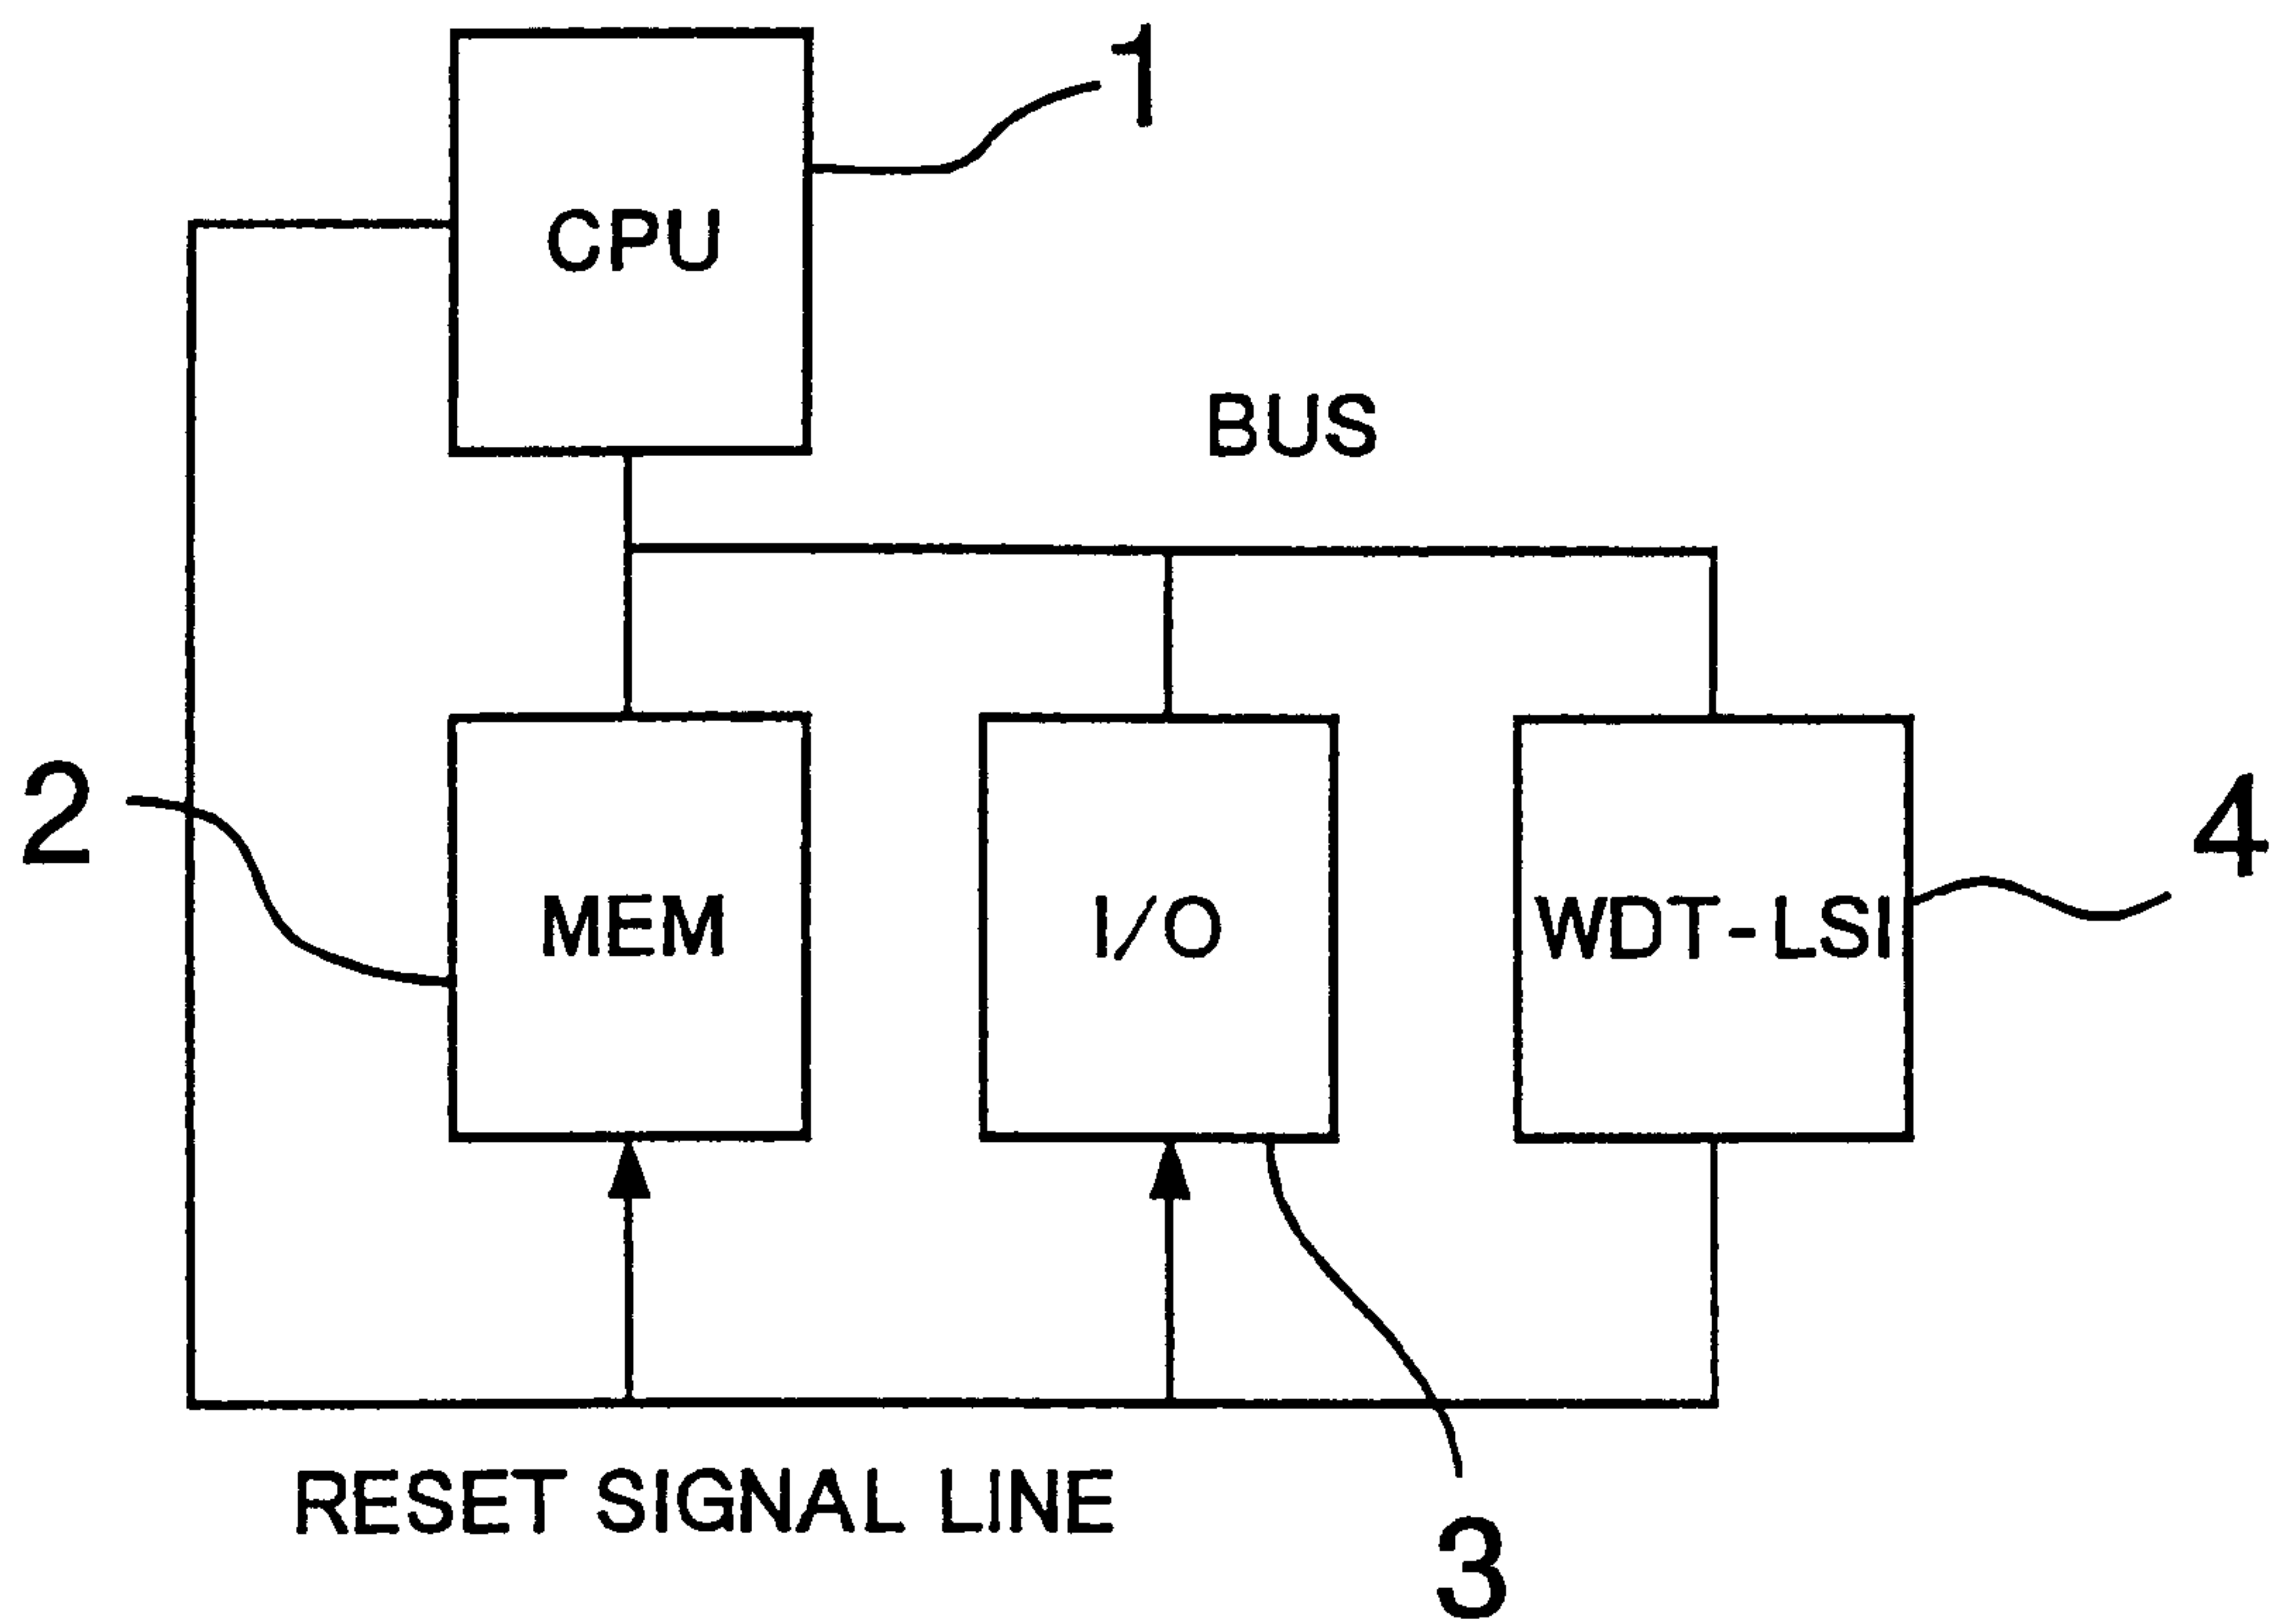 1
CPU
BUS
2
MEM
I/O
WDT-LSI
4
RESET SIGNAL LINE
3